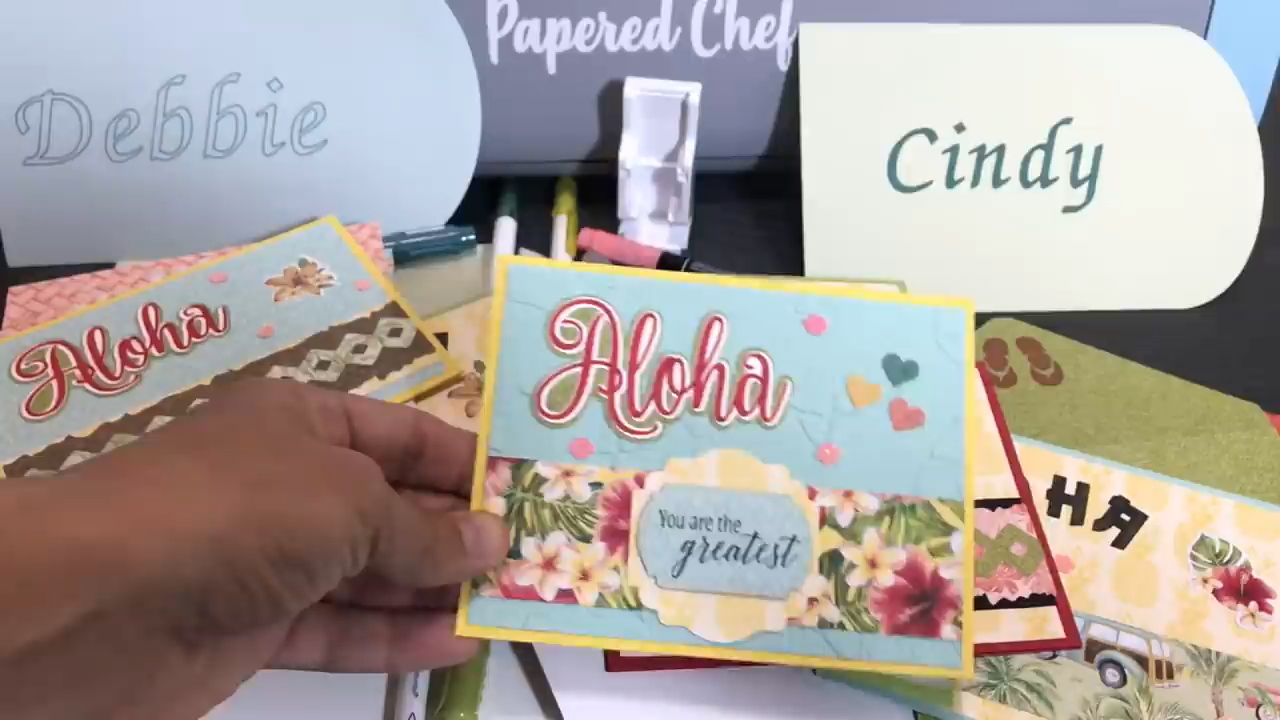 Papered Chef
Debbie
Cindy
Aloha
Aloha
HA
You are the
greatest